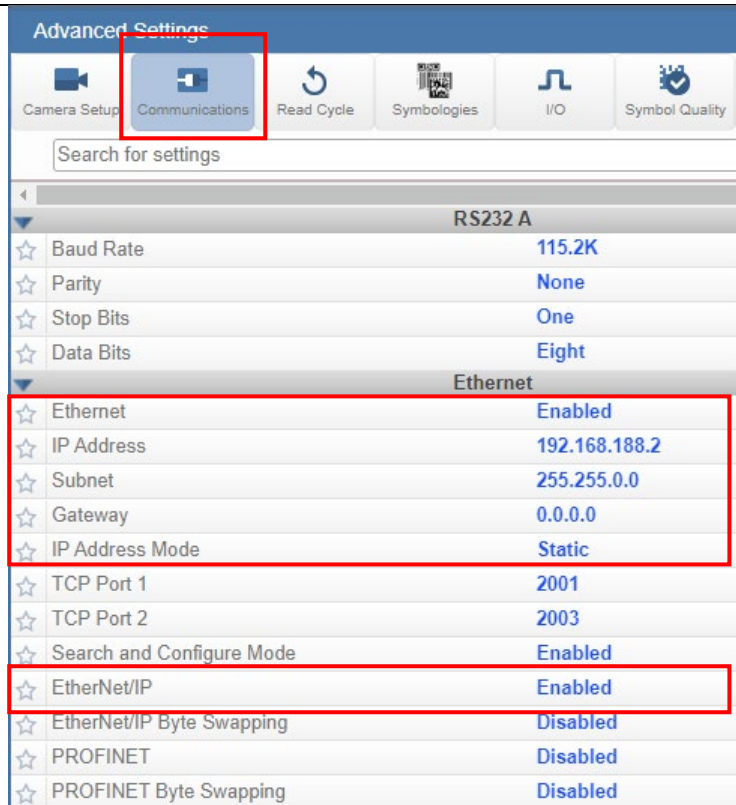 Advanced Settings
Camera Setup Communications Read Cycle Symbologies I/O Symbol Quality
Search for settings
RS232 A
Baud Rate 115.2K
Parity None
Stop Bits One
Data Bits Eight
Ethernet
Ethernet Enabled
IP Address 192.168.188.2
Subnet 255.255.0.0
Gateway 0.0.0.0
IP Address Mode Static
TCP Port 1 2001
TCP Port 2 2003
Search and Configure Mode Enabled
EtherNet/IP Enabled
EtherNet/IP Byte Swapping Disabled
PROFINET Disabled
PROFINET Byte Swapping Disabled